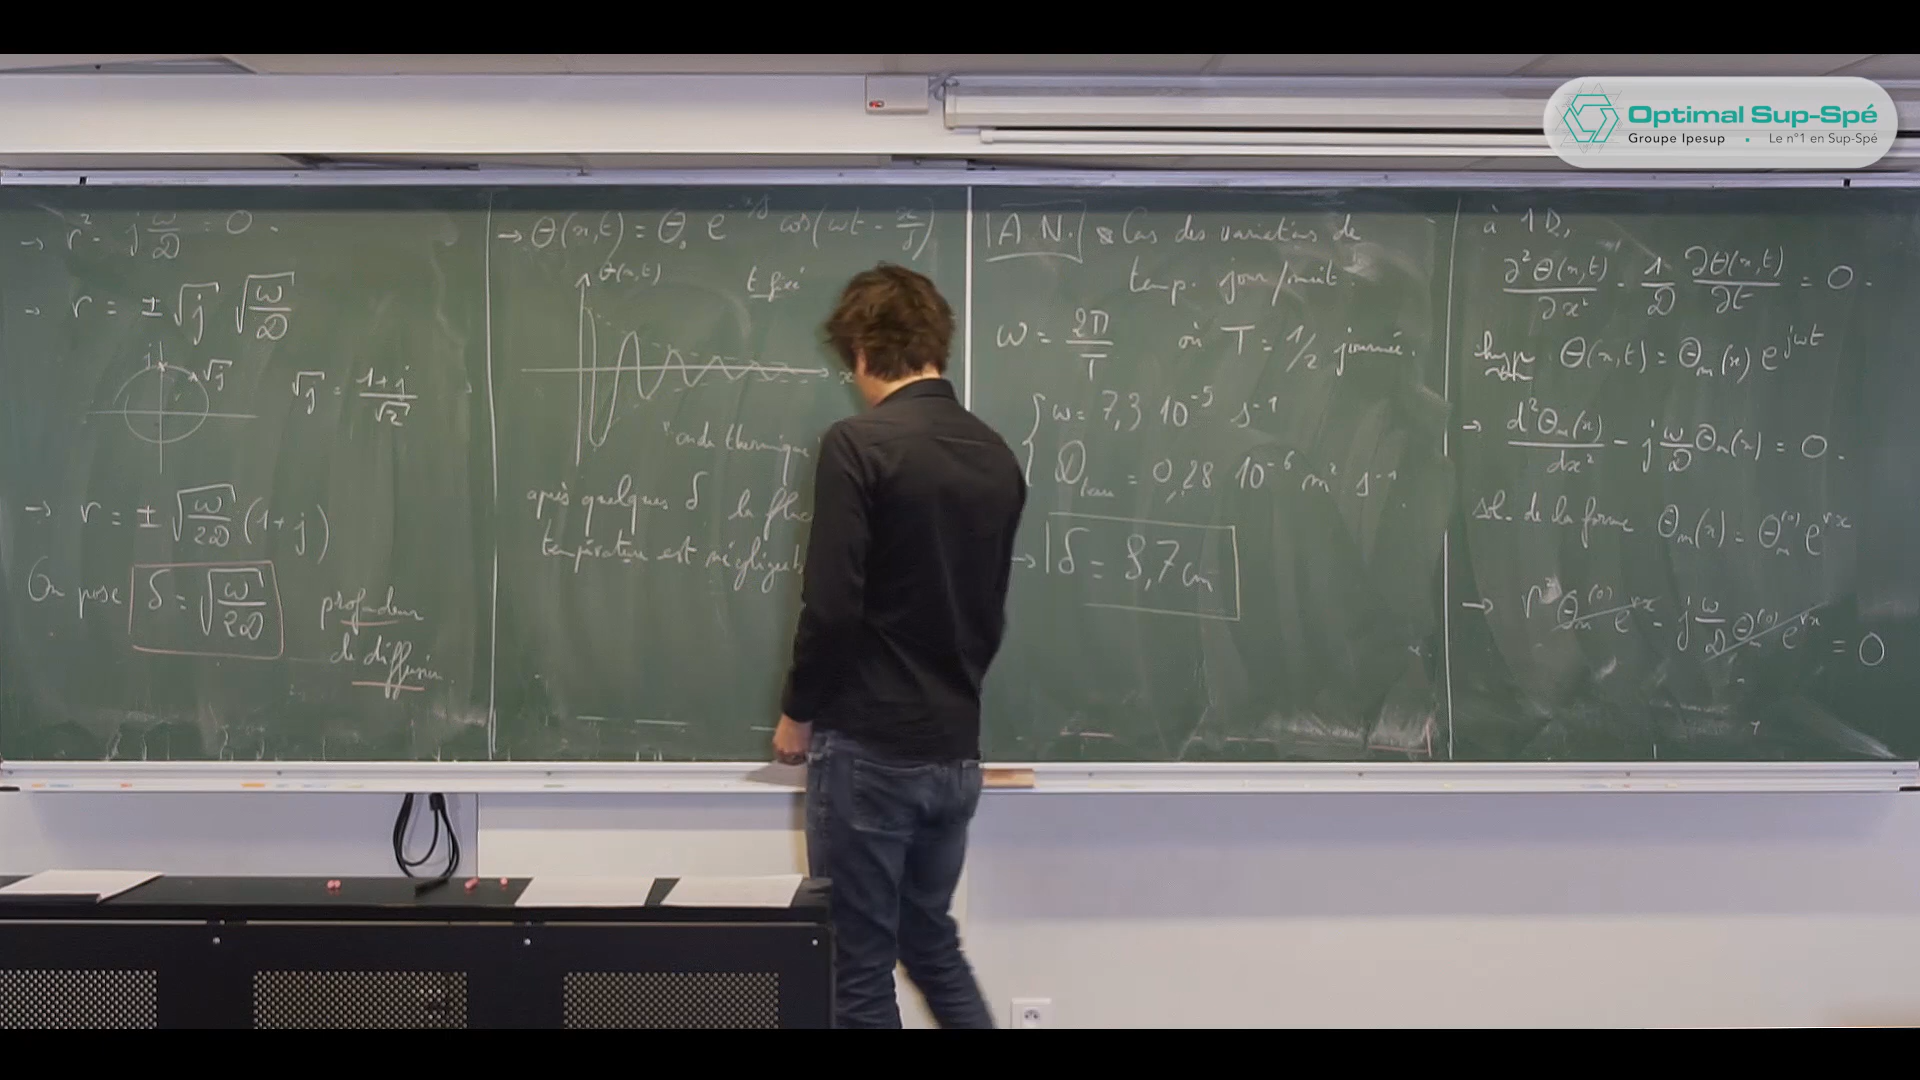 → r² - j ω/D = 0.
→ r = ± √j √(ω/D)
j
√j
√j = (1+j)/√2
→ r = ± √(ω/2D) (1+j)
On pose δ = √(ω/2D) profondeur
de diffusion.
→ Θ(x,t) = Θ₀ e^(-x/δ) cos(ωt - x/δ)
Θ(x,t)
t fixé
x
"onde thermique
après quelques δ la
température est
A.N. Cas des variations de
temp. jour/nuit.
ω = 2π/T où T = 1/2 journée.
ω = 7,3 10⁻⁵ s⁻¹
D = 0,28 10⁻⁶ m² s⁻¹
→ δ = 8,7 cm
à 1D,
∂²Θ(x,t)/∂x² - 1/D ∂Θ(x,t)/∂t = 0.
hyp Θ(x,t) = Θₘ(x) e^(jωt)
→ d²Θₘ(x)/dx² - j ω/D Θₘ(x) = 0.
sol. de la forme Θₘ(x) = Θₘ^(0) e^(rx)
→ r² Θₘ^(0) e^(rx) - j ω/D Θₘ^(0) e^(rx) = 0
Optimal Sup-Spé
Groupe Ipesup · Le n°1 en Sup-Spé